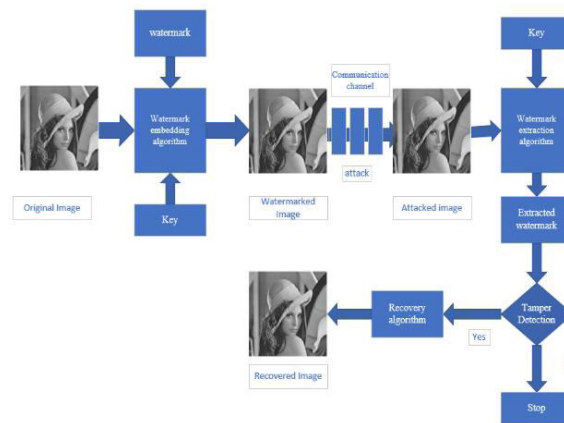 watermark
Key
Communication
channel
Watermark
embedding
algorithm
Watermark
extraction
algorithm
attack
Original Image
Watermarked
Image
Attacked image
Key
Extracted
watermark
Recovery
algorithm
Tamper
Detection
Yes
Recovered Image
Stop